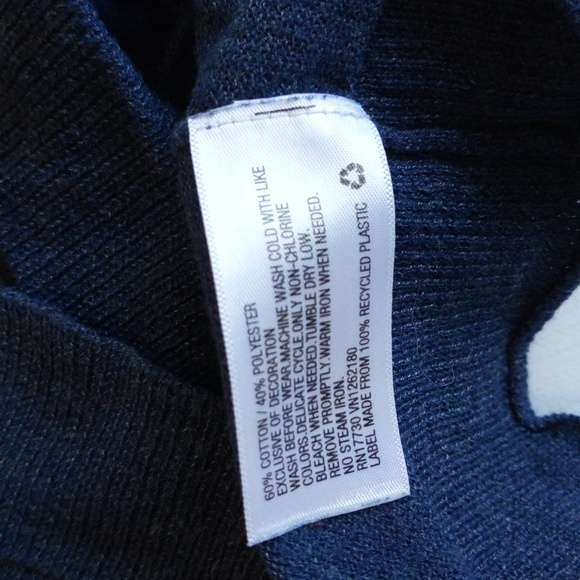 60% COTTON / 40% POLYESTER
EXCLUSIVE OF DECORATION
WASH BEFORE WEAR.MACHINE WASH COLD WITH LIKE
COLORS.DELICATE CYCLE.ONLY NON-CHLORINE
BLEACH WHEN NEEDED.TUMBLE DRY LOW.
REMOVE PROMPTLY.WARM IRON WHEN NEEDED.
NO STEAM IRON.
RN17730 VN1262180
LABEL MADE FROM 100% RECYCLED PLASTIC